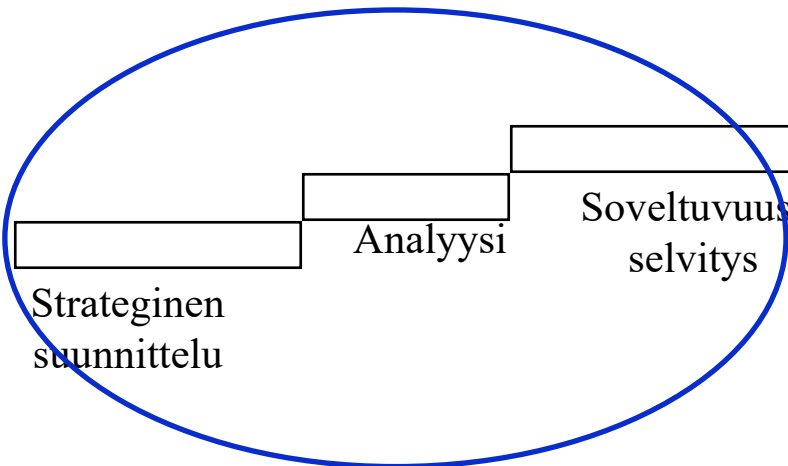 Strateginen
suunnittelu
Analyysi
Soveltuvuus
selvitys